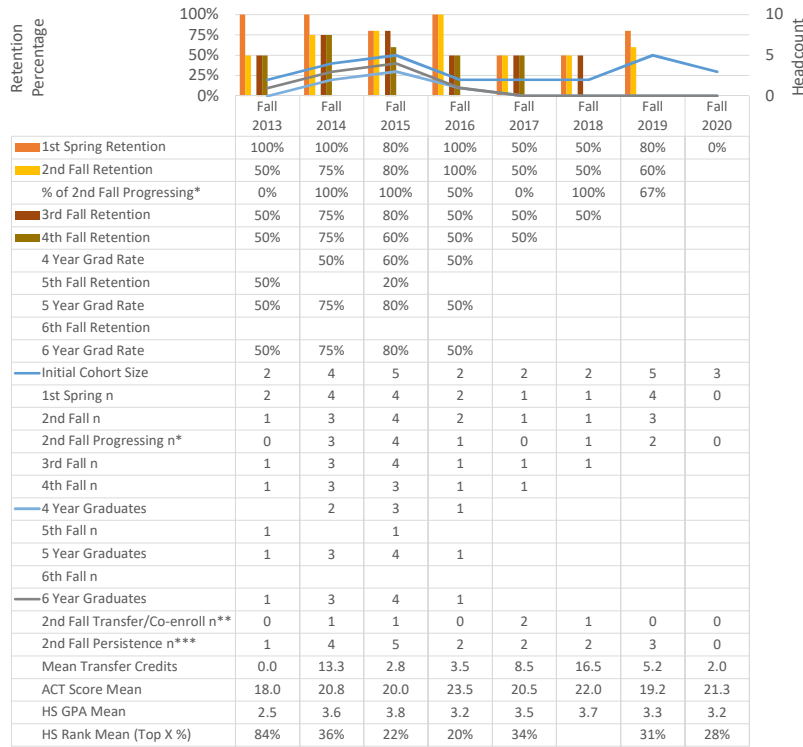 Retention
Percentage
100%
75%
50%
25%
0%
10
5
0
Headcount
Fall Fall Fall Fall Fall Fall Fall Fall
2013 2014 2015 2016 2017 2018 2019 2020
1st Spring Retention 100% 100% 80% 100% 50% 50% 80% 0%
2nd Fall Retention 50% 75% 80% 100% 50% 50% 60%
% of 2nd Fall Progressing* 0% 100% 100% 50% 0% 100% 67%
3rd Fall Retention 50% 75% 80% 50% 50% 50%
4th Fall Retention 50% 75% 60% 50% 50%
4 Year Grad Rate 50% 60% 50%
5th Fall Retention 50% 20%
5 Year Grad Rate 50% 75% 80% 50%
6th Fall Retention
6 Year Grad Rate 50% 75% 80% 50%
Initial Cohort Size 2 4 5 2 2 2 5 3
1st Spring n 2 4 4 2 1 1 4 0
2nd Fall n 1 3 4 2 1 1 3
2nd Fall Progressing n* 0 3 4 1 0 1 2 0
3rd Fall n 1 3 4 1 1 1
4th Fall n 1 3 3 1 1
4 Year Graduates 2 3 1
5th Fall n 1 1
5 Year Graduates 1 3 4 1
6th Fall n
6 Year Graduates 1 3 4 1
2nd Fall Transfer/Co-enroll n** 0 1 1 0 2 1 0 0
2nd Fall Persistence n*** 1 4 5 2 2 2 3 0
Mean Transfer Credits 0.0 13.3 2.8 3.5 8.5 16.5 5.2 2.0
ACT Score Mean 18.0 20.8 20.0 23.5 20.5 22.0 19.2 21.3
HS GPA Mean 2.5 3.6 3.8 3.2 3.5 3.7 3.3 3.2
HS Rank Mean (Top X %) 84% 36% 22% 20% 34% 31% 28%